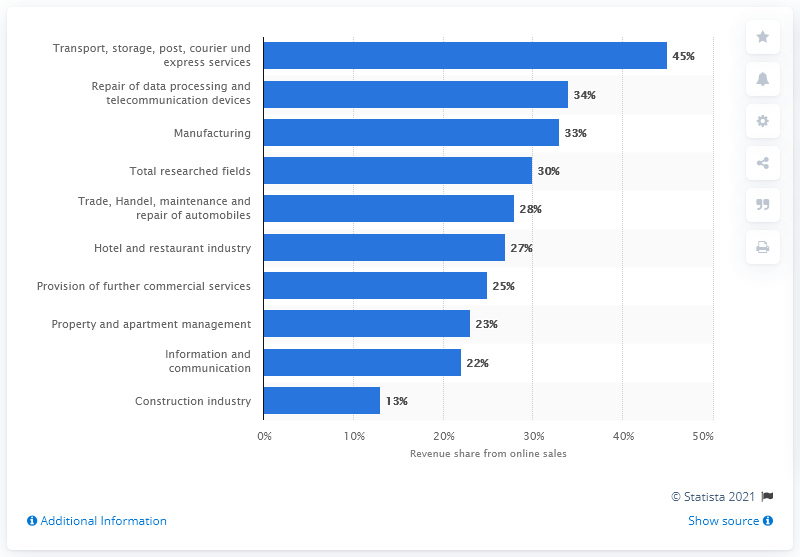 Transport, storage, post, courier und
express services
45%
Repair of data processing and
telecommunication devices
34%
Manufacturing
33%
Total researched fields
30%
Trade, Handel, maintenance and
repair of automobiles
28%
Hotel and restaurant industry
27%
Provision of further commercial services
25%
Property and apartment management
23%
Information and
communication
22%
Construction industry
13%
0% 10% 20% 30% 40% 50%
Revenue share from online sales
© Statista 2021
Additional Information
Show source